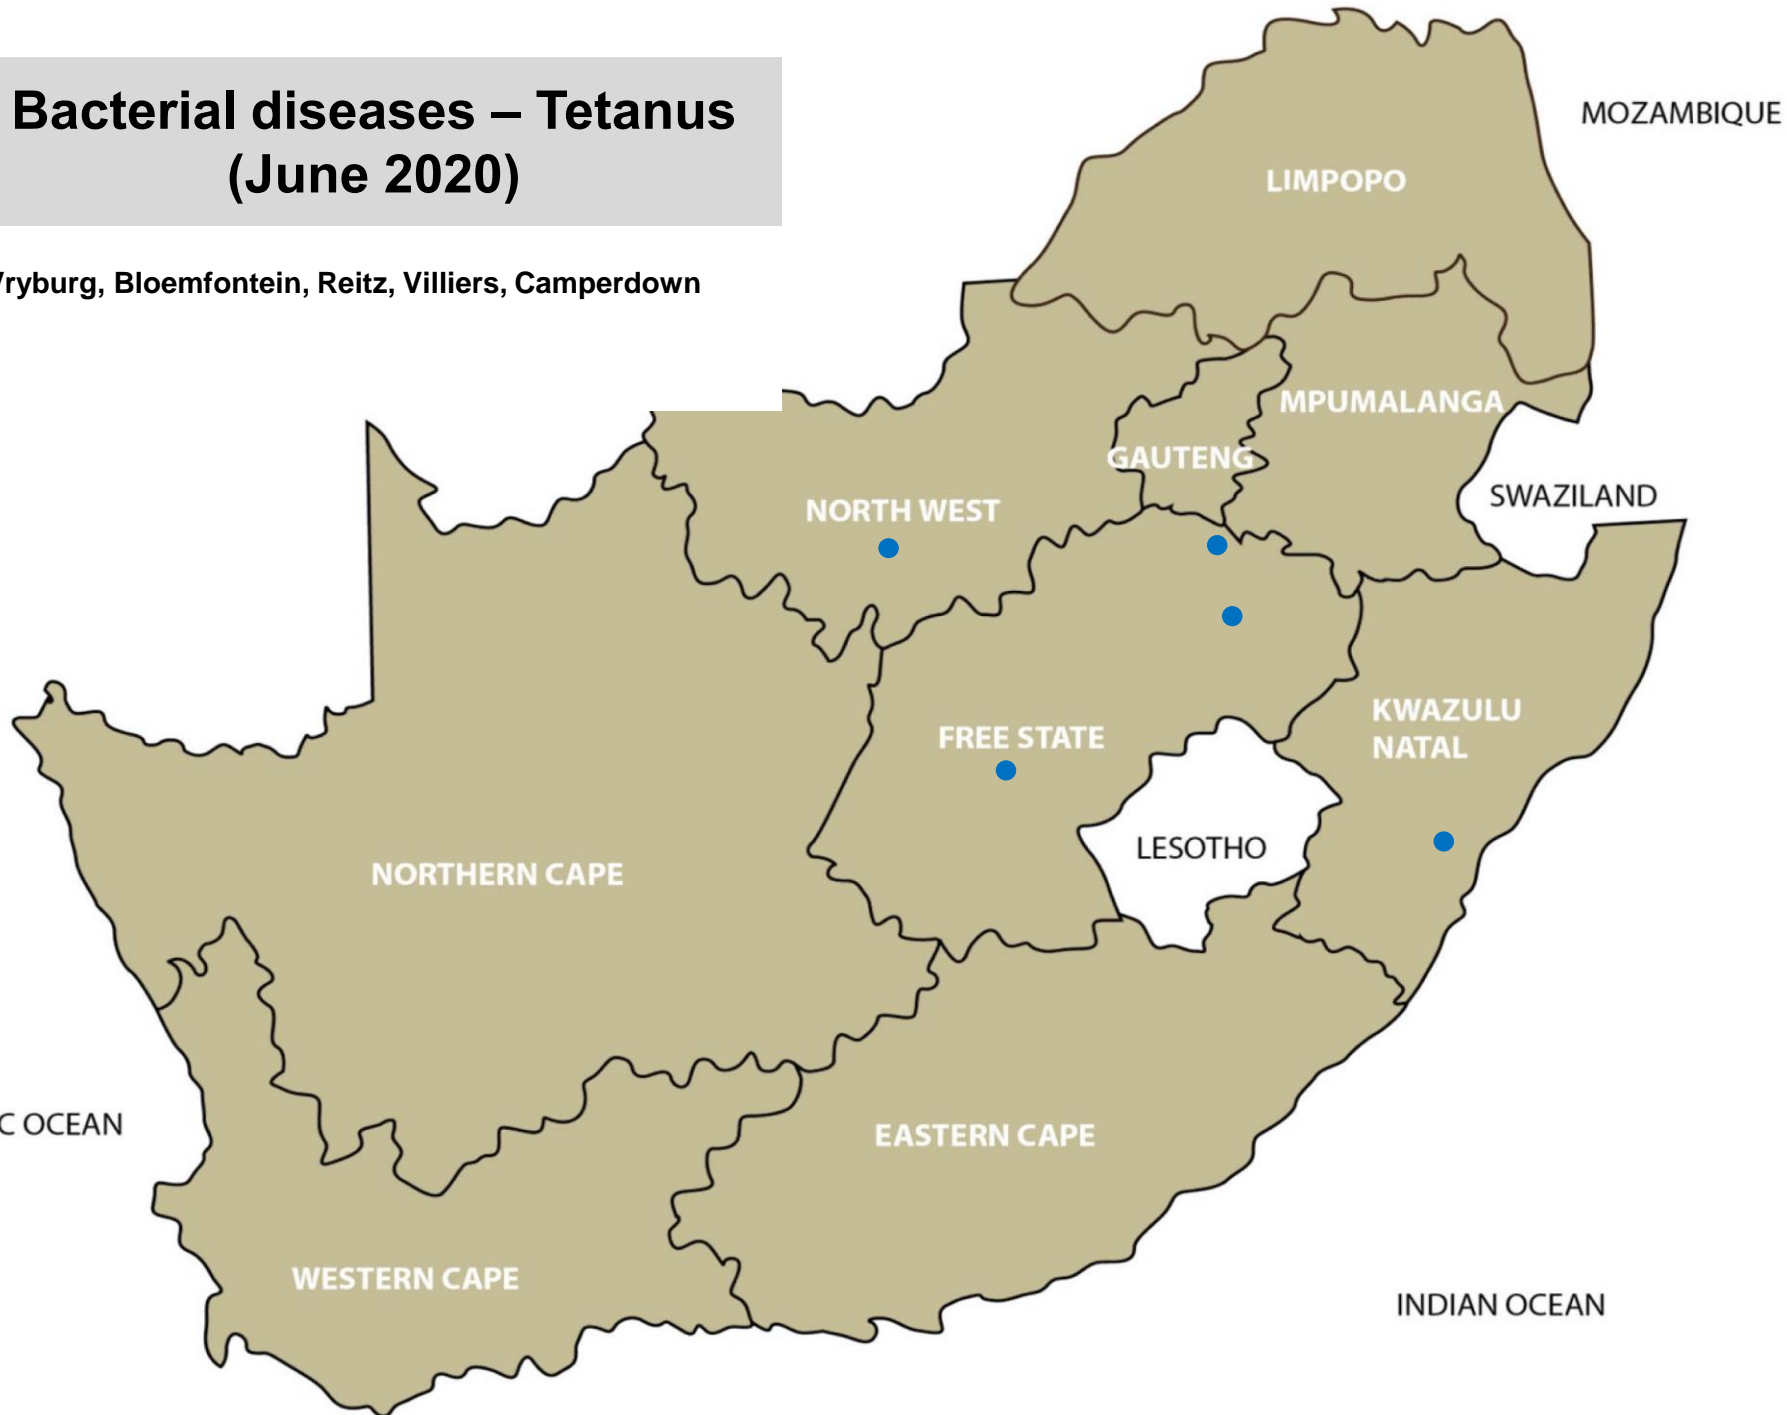 Bacterial diseases – Tetanus
(June 2020)
Bloemfontein, Reitz, Villiers, Camperdown
MOZAMBIQUE
LIMPOPO
MPUMALANGA
GAUTENG
SWAZILAND
NORTH WEST
KWAZULU
NATAL
FREE STATE
LESOTHO
NORTHERN CAPE
OCEAN
EASTERN CAPE
WESTERN CAPE
INDIAN OCEAN